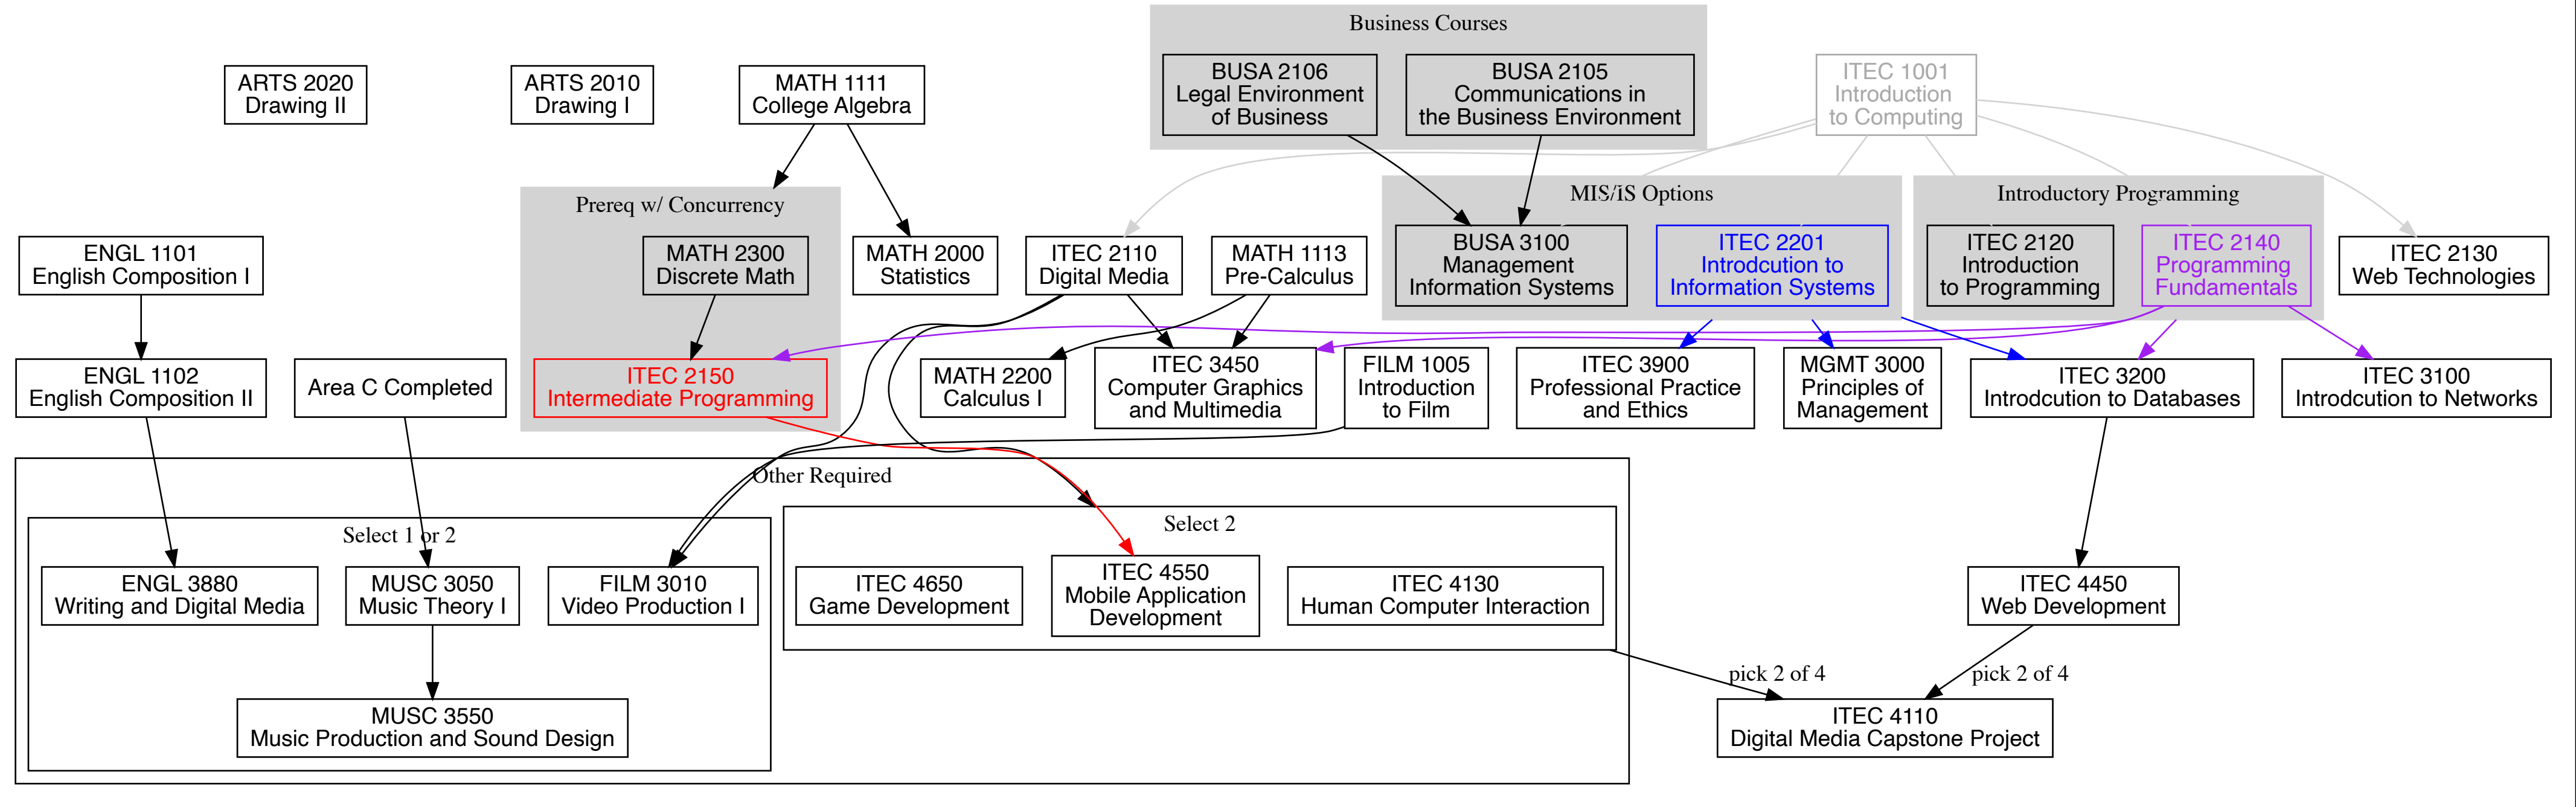 Business Courses
BUSA 2106
Legal Environment
of Business
BUSA 2105
Communications in
the Business Environment
ARTS 2020
Drawing II
ARTS 2010
Drawing I
MATH 1111
College Algebra
ITEC 1001
Introduction
to Computing
Prereq w/ Concurrency
MIS/IS Options
Introductory Programming
ENGL 1101
English Composition I
MATH 2300
Discrete Math
MATH 2000
Statistics
ITEC 2110
Digital Media
MATH 1113
Pre-Calculus
BUSA 3100
Management
Information Systems
ITEC 2201
Introdcution to
Information Systems
ITEC 2120
Introduction
to Programming
ITEC 2140
Programming
Fundamentals
ITEC 2130
Web Technologies
ENGL 1102
English Composition II
Area C Completed
ITEC 2150
Intermediate Programming
MATH 2200
Calculus I
ITEC 3450
Computer Graphics
and Multimedia
FILM 1005
Introduction
to Film
ITEC 3900
Professional Practice
and Ethics
MGMT 3000
Principles of
Management
ITEC 3200
Introdcution to Databases
ITEC 3100
Introdcution to Networks
Other Required
Select 1 or 2
Select 2
ENGL 3880
Writing and Digital Media
MUSC 3050
Music Theory I
FILM 3010
Video Production I
ITEC 4650
Game Development
ITEC 4550
Mobile Application
Development
ITEC 4130
Human Computer Interaction
ITEC 4450
Web Development
pick 2 of 4
pick 2 of 4
MUSC 3550
Music Production and Sound Design
ITEC 4110
Digital Media Capstone Project